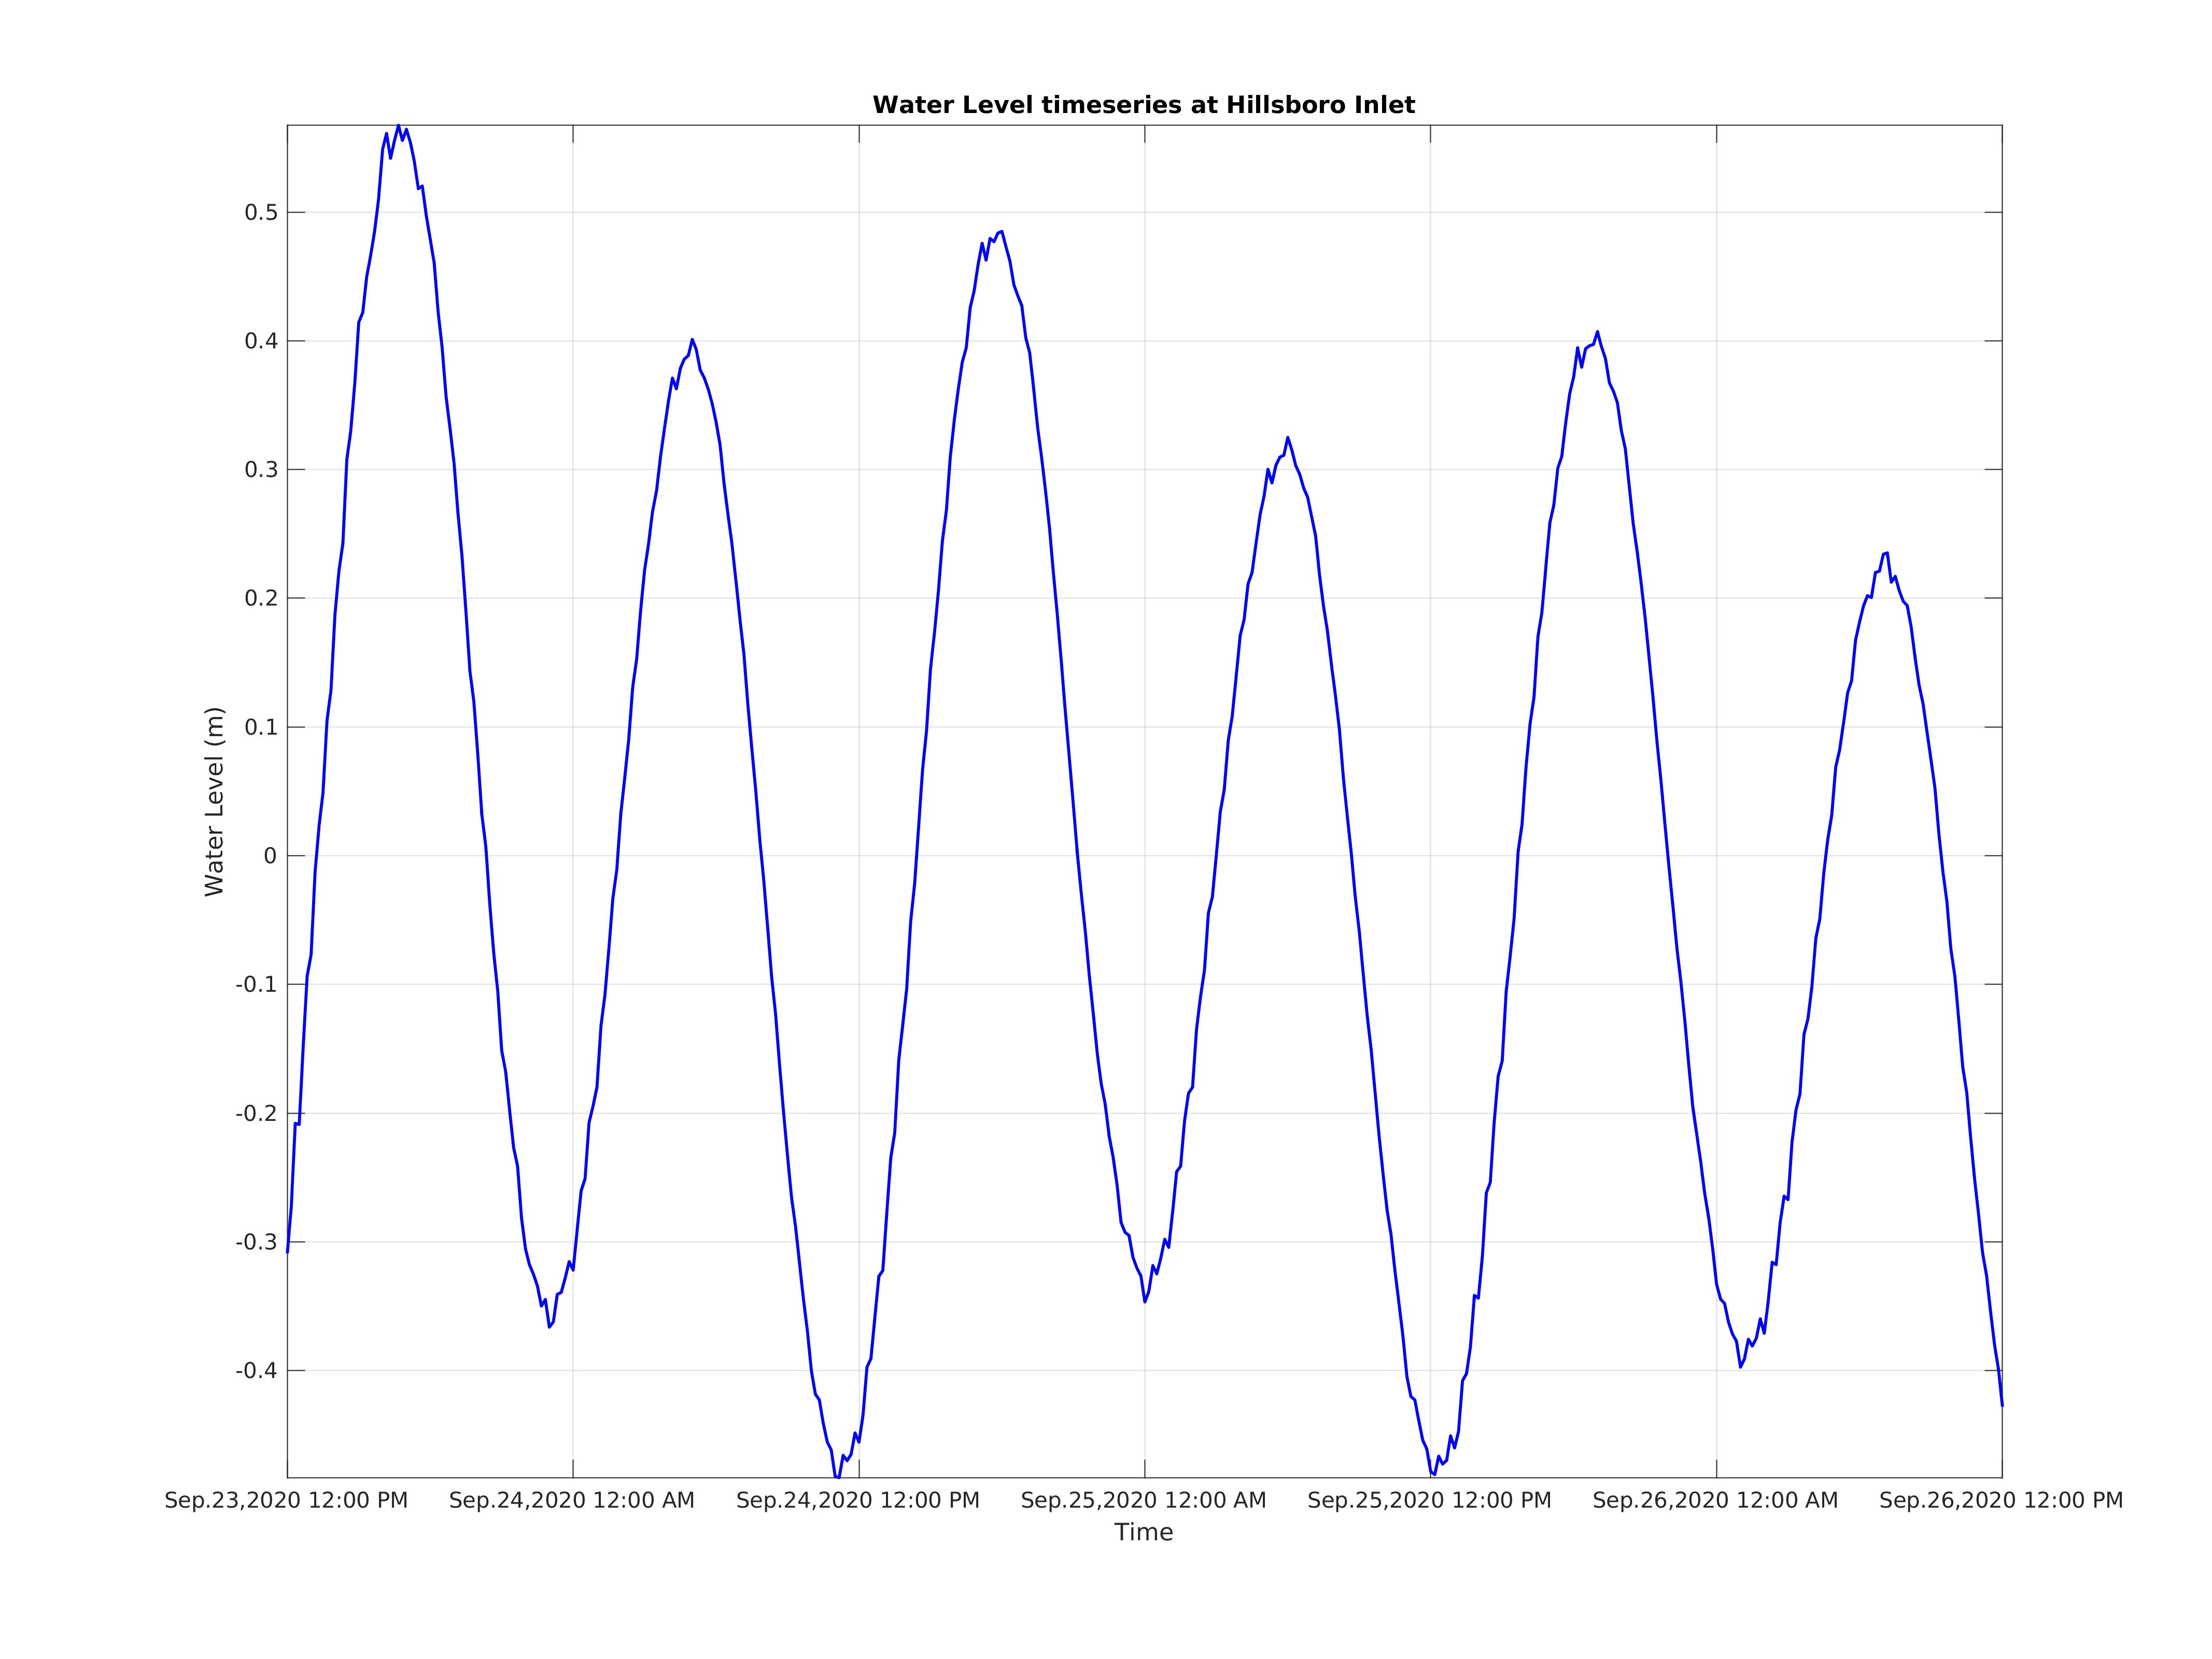 Water Level timeseries at Hillsboro Inlet
0.5
0.4
0.3
0.2
0.1
0
-0.1
-0.2
-0.3
-0.4
Water Level (m)
Sep.23,2020 12:00 PM
Sep.24,2020 12:00 AM
Sep.24,2020 12:00 PM
Sep.25,2020 12:00 AM
Sep.25,2020 12:00 PM
Sep.26,2020 12:00 AM
Sep.26,2020 12:00 PM
Time